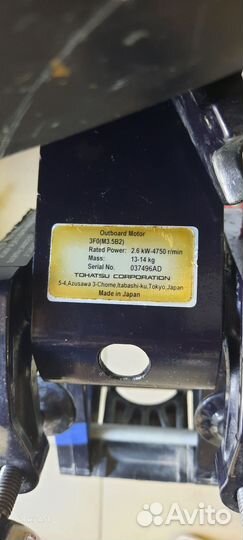 Outboard Motor
3F0(M3.5B2)
Rated Power: 2.6 kW-4750 r/min
Mass: 13-14 kg
Serial No. 037496AD
TOHATSU CORPORATION
5-4,Azusawa 3-Chome,Itabashi-ku,Tokyo,Japan
Made in Japan
Avito